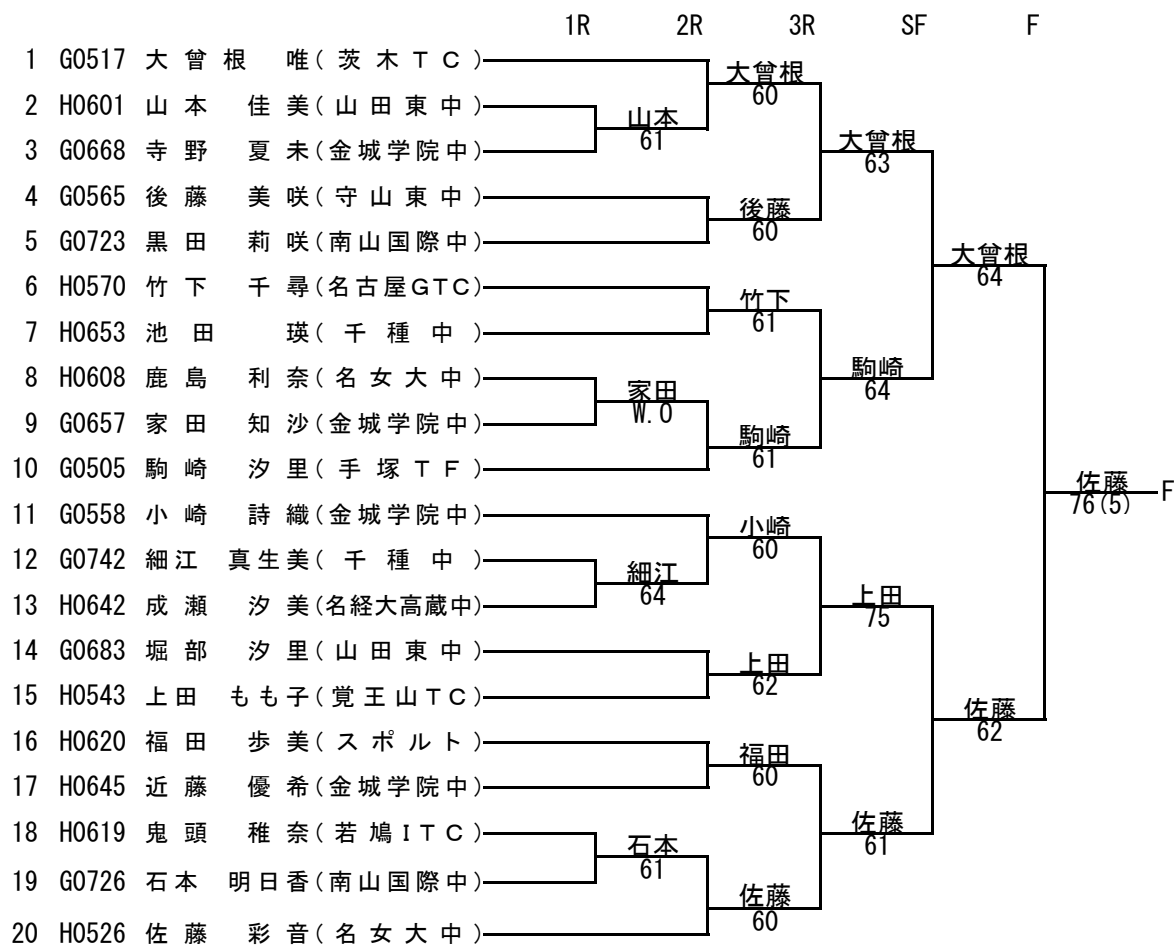 1R 2R 3R SF F
1 G0517 大曾根 唯(茨木TC)
大曾根
60
2 H0601 山本 佳美(山田東中)
山本
61
大曾根
63
3 G0668 寺野 夏未(金城学院中)
4 G0565 後藤 美咲(守山東中)
後藤
60
5 G0723 黒田 莉咲(南山国際中)
大曾根
64
6 H0570 竹下 千尋(名古屋GTC)
竹下
61
7 H0653 池田 瑛(千種中)
駒崎
64
8 H0608 鹿島 利奈(名女大中)
家田
W.O
9 G0657 家田 知沙(金城学院中)
駒崎
61
10 G0505 駒崎 汐里(手塚TF)
佐藤 F
76(5)
11 G0558 小崎 詩織(金城学院中)
小崎
60
12 G0742 細江 真生美(千種中)
細江
64
13 H0642 成瀬 汐美(名経大高蔵中)
上田
75
14 G0683 堀部 汐里(山田東中)
上田
62
15 H0543 上田 もも子(覚王山TC)
佐藤
62
16 H0620 福田 歩美(スポルト)
福田
60
17 H0645 近藤 優希(金城学院中)
18 H0619 鬼頭 稚奈(若鳩ITC)
佐藤
61
石本
61
19 G0726 石本 明日香(南山国際中)
佐藤
60
20 H0526 佐藤 彩音(名女大中)